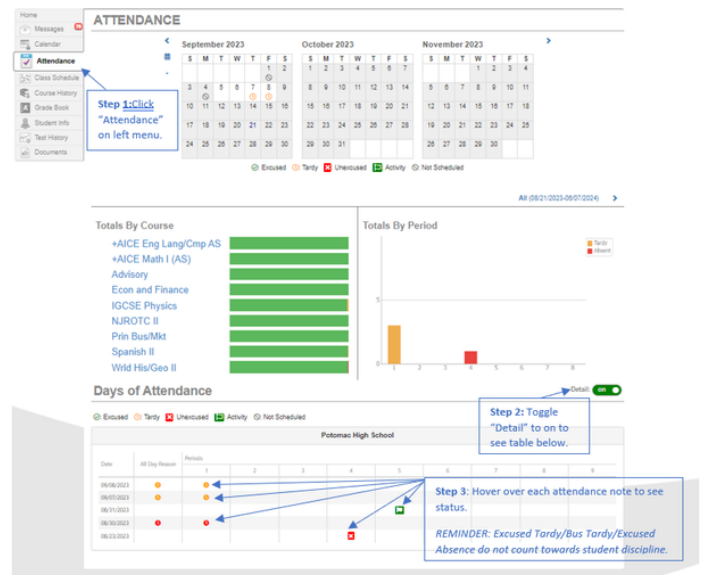 Home
Messages
Calendar
Attendance
Class Schedule
Course History
Grade Book
Student Info
Test History
Documents
ATTENDANCE
September 2023
S M T W T F S
1 2
3 4 5 6 7 8 9
10 11 12 13 14 15 16
17 18 19 20 21 22 23
24 25 26 27 28 29 30
October 2023
S M T W T F S
1 2 3 4 5 6 7
8 9 10 11 12 13 14
15 16 17 18 19 20 21
22 23 24 25 26 27 28
29 30 31
November 2023
S M T W T F S
1 2 3 4
5 6 7 8 9 10 11
12 13 14 15 16 17 18
19 20 21 22 23 24 25
26 27 28 29 30
Step 1:Click
"Attendance"
on left menu.
Excused Tardy Unexcused Activity Not Scheduled
All (08/21/2023-06/07/2024)
Totals By Course
+AICE Eng Lang/Cmp AS
+AICE Math I (AS)
Advisory
Econ and Finance
IGCSE Physics
NJROTC II
Prin Bus/Mkt
Spanish II
Wrld His/Geo II
Totals By Period
Tardy
Absent
5
0
1 2 3 4 5 6 7 8
Days of Attendance
Detail: on
Excused Tardy Unexcused Activity Not Scheduled
Step 2: Toggle
"Detail" to on to
see table below.
Potomac High School
Date All Day Reason Periods
1 2 3 4 5 6 7 8 9
09/08/2023
09/07/2023
08/31/2023
08/30/2023
08/23/2023
Step 3: Hover over each attendance note to see
status.
REMINDER: Excused Tardy/Bus Tardy/Excused
Absence do not count towards student discipline.